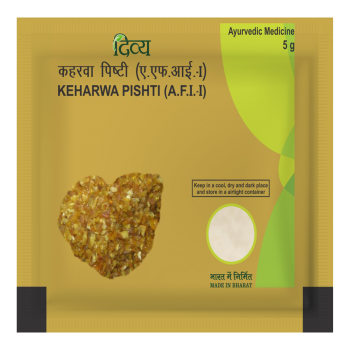 दिव्य
Ayurvedic Medicine
5 g
कहरवा पिष्टी (ए.एफ.आई.-I)
KEHARWA PISHTI (A.F.I.-I)
Keep in a cool, dry and dark place
and store in a airtight container
भारत में निर्मित
MADE IN BHARAT